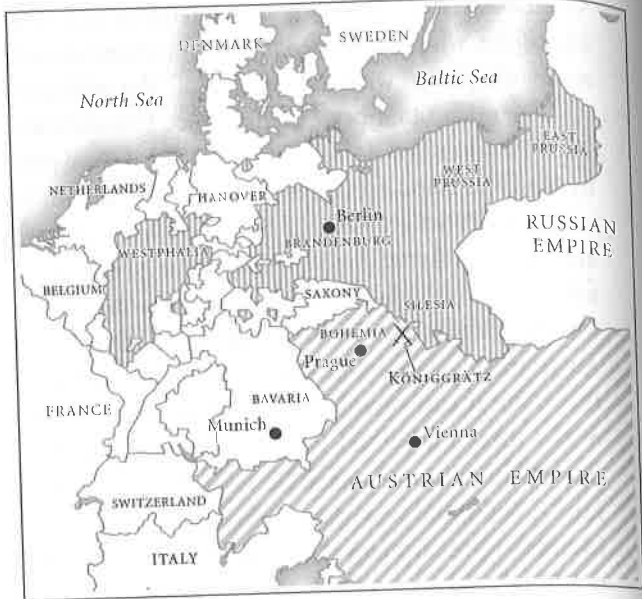 DENMARK
SWEDEN
North Sea
Baltic Sea
EAST
PRUSSIA
WEST
PRUSSIA
NETHERLANDS
HANOVER
Berlin
BRANDENBURG
RUSSIAN
EMPIRE
WESTPHALIA
BELGIUM
SAXONY
SILESIA
BOHEMIA
Prague
KÖNIGGRÄTZ
FRANCE
BAVARIA
Munich
Vienna
AUSTRIAN EMPIRE
SWITZERLAND
ITALY